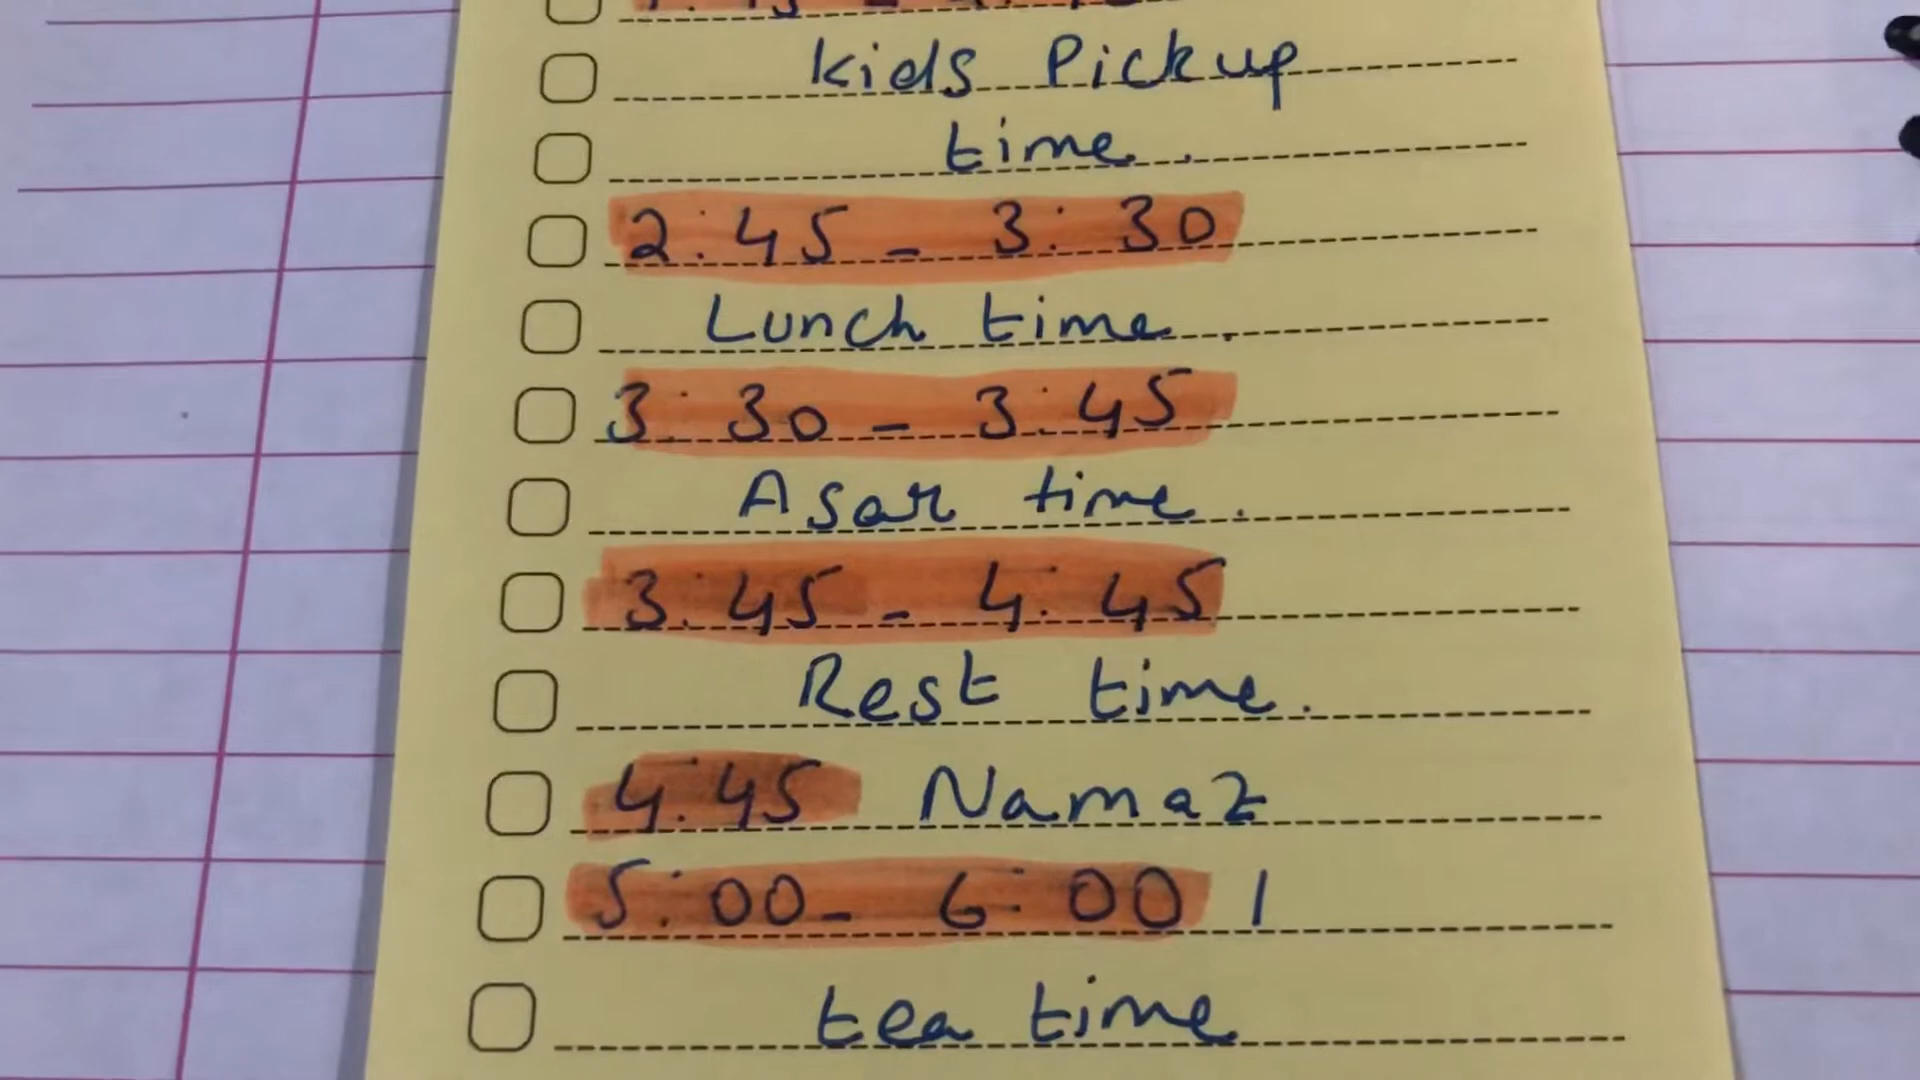 Kids Pickup
time.
2:45 - 3:30
Lunch time.
3:30 - 3:45
Asar time.
3:45 - 4:45
Rest time.
4:45 Namaz
5:00 - 6:00 |
tea time